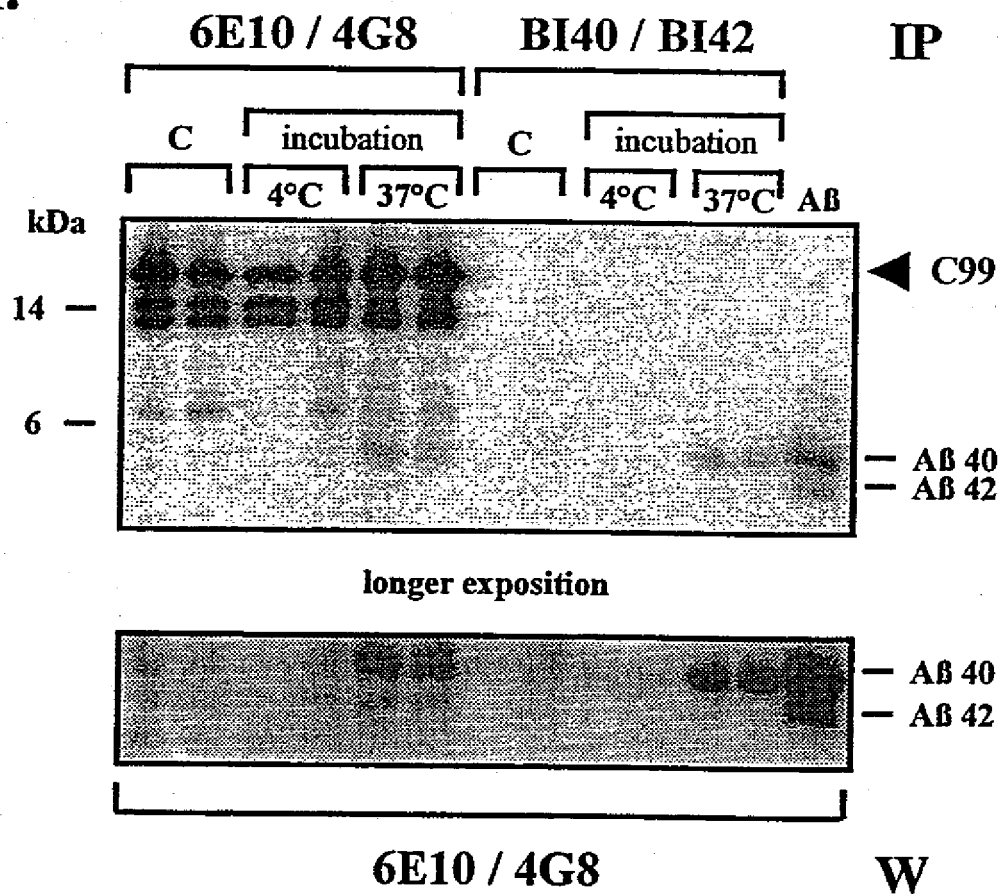 6E10 / 4G8 BI40 / BI42 IP
C incubation C incubation
4°C 37°C 4°C 37°C Aß
kDa
C99
14
6
Aß 40
Aß 42
longer exposition
Aß 40
Aß 42
6E10 / 4G8 W